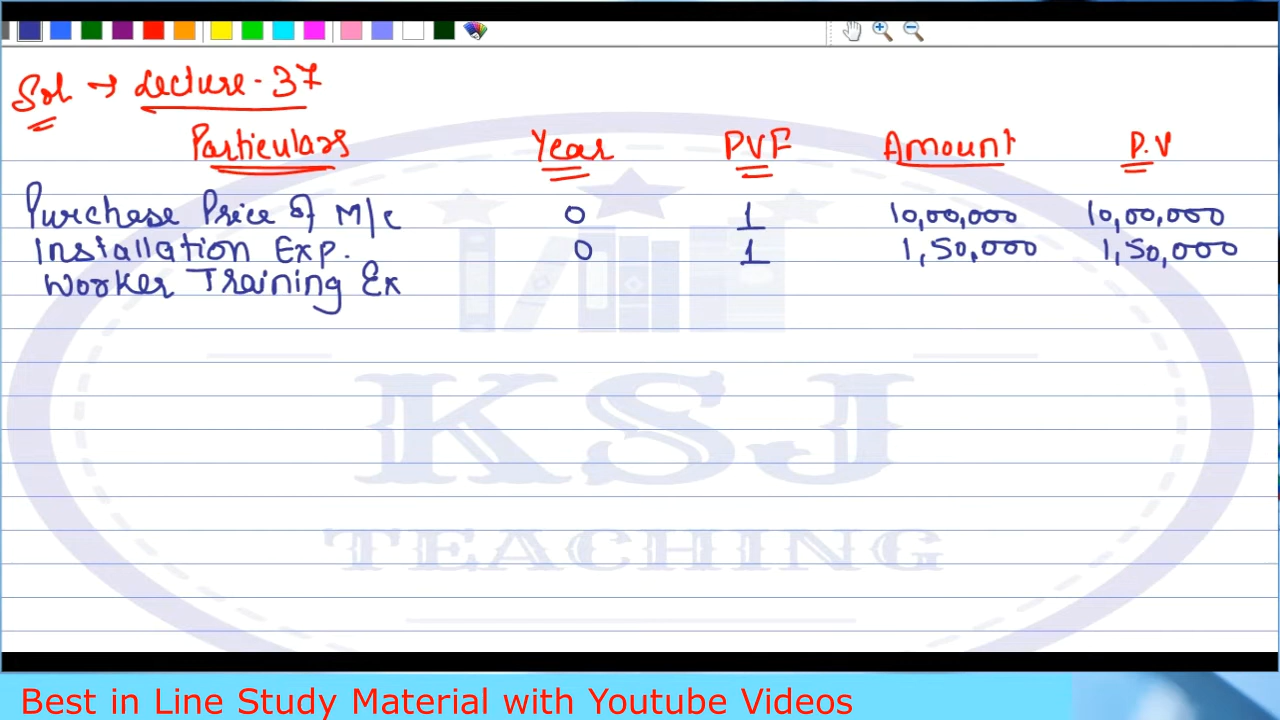 Sol → Lecture-37
Particulars Year PVF Amount P.V
Purchase Price of M/c 0 1 10,00,000 10,00,000
Installation Exp. 0 1 1,50,000 1,50,000
Worker Training Ex
KSJ
TEACHING
Best in Line Study Material with Youtube Videos